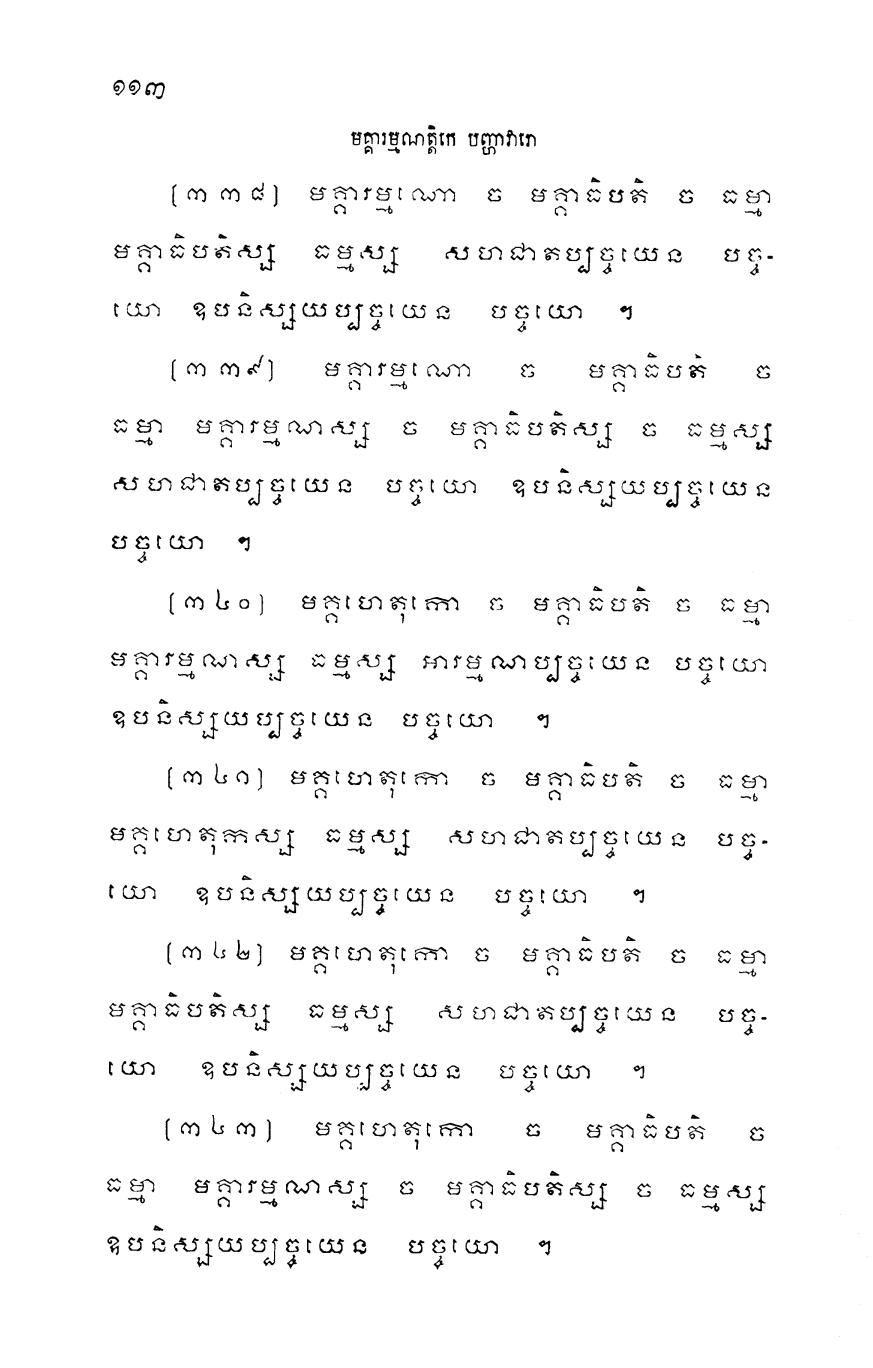 ១១៣
មគ្គារម្មណត្តិកេ បញ្ហាវារោ
[៣៣៨] មគ្គារម្មណោ ច មគ្គាធិបតិ ច ធម្មា
មគ្គាធិបតិស្ស ធម្មស្ស សហជាតប្បច្ចយេន បច្ច-
យោ ឧបនិស្សយប្បច្ចយេន បច្ចយោ ។
[៣៣៩] មគ្គារម្មណោ ច មគ្គាធិបតិ ច
ធម្មា មគ្គារម្មណស្ស ច មគ្គាធិបតិស្ស ច ធម្មស្ស
សហជាតប្បច្ចយេន បច្ចយោ ឧបនិស្សយប្បច្ចយេន
បច្ចយោ ។
[៣៤០] មគ្គហេតុកោ ច មគ្គាធិបតិ ច ធម្មា
មគ្គារម្មណស្ស ធម្មស្ស អារម្មណប្បច្ចយេន បច្ចយោ
ឧបនិស្សយប្បច្ចយេន បច្ចយោ ។
[៣៤១] មគ្គហេតុកោ ច មគ្គាធិបតិ ច ធម្មា
មគ្គហេតុកស្ស ធម្មស្ស សហជាតប្បច្ចយេន បច្ច-
យោ ឧបនិស្សយប្បច្ចយេន បច្ចយោ ។
[៣៤២] មគ្គហេតុកោ ច មគ្គាធិបតិ ច ធម្មា
មគ្គាធិបតិស្ស ធម្មស្ស សហជាតប្បច្ចយេន បច្ច-
យោ ឧបនិស្សយប្បច្ចយេន បច្ចយោ ។
[៣៤៣] មគ្គហេតុកោ ច មគ្គាធិបតិ ច
ធម្មា មគ្គារម្មណស្ស ច មគ្គាធិបតិស្ស ច ធម្មស្ស
ឧបនិស្សយប្បច្ចយេន បច្ចយោ ។